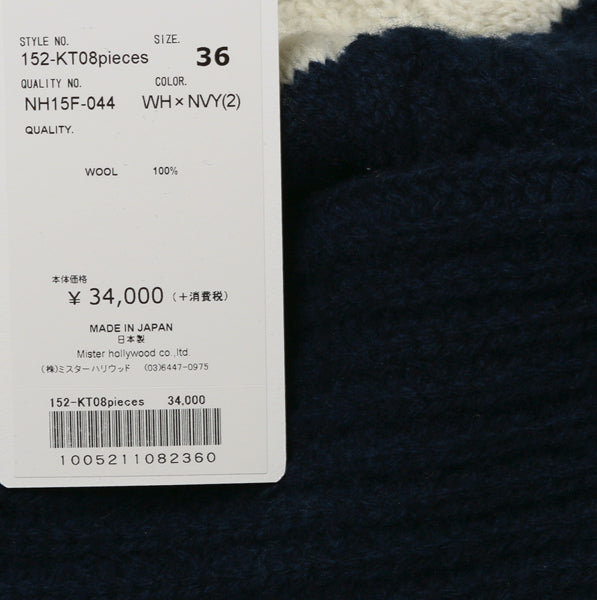 STYLE NO. SIZE.
152-KT08pieces 36
QUALITY NO. COLOR.
NH15F-044 WH×NVY(2)
QUALITY.
WOOL 100%
本体価格
¥ 34,000 (+消費税)
MADE IN JAPAN
日本製
Mister hollywood co.,ltd
(株)ミスターハリウッド (03)6447-0975
152-KT08pieces 34,000
1005211082360